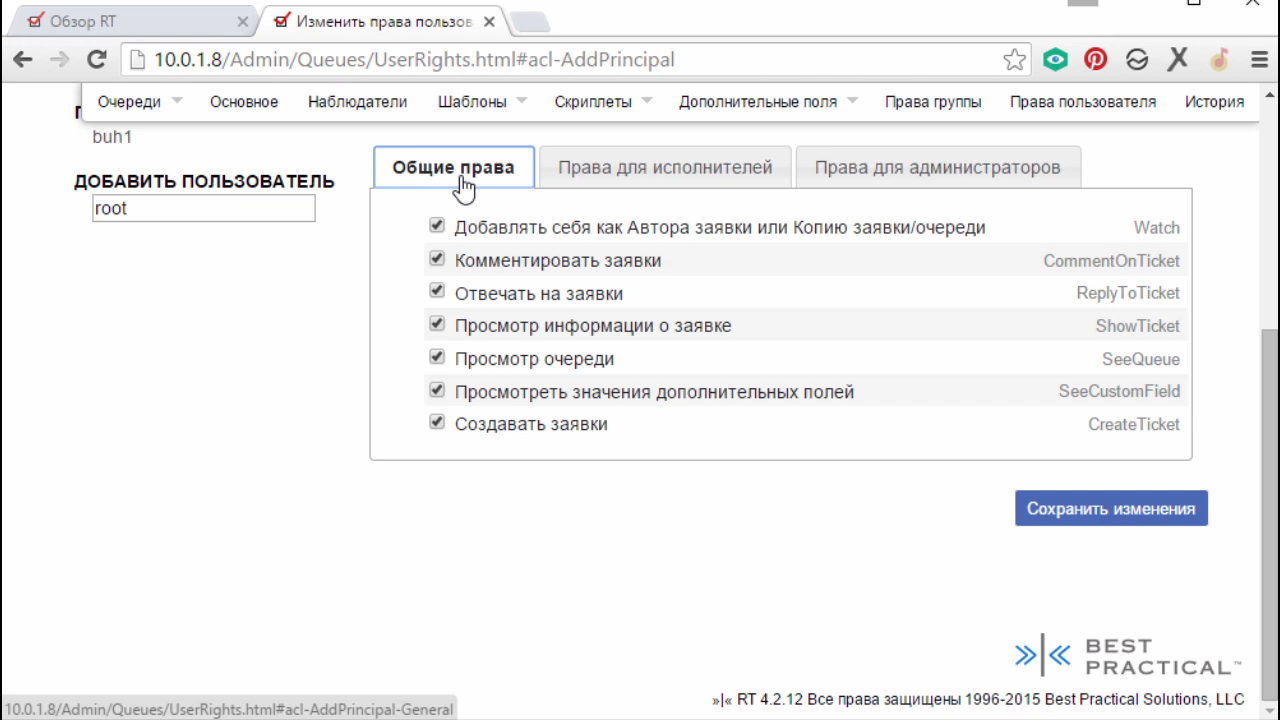 Обзор RT
Изменить права пользов
10.0.1.8/Admin/Queues/UserRights.html#acl-AddPrincipal
Очереди Основное Наблюдатели Шаблоны Скриплеты Дополнительные поля Права группы Права пользователя История
buh1
ДОБАВИТЬ ПОЛЬЗОВАТЕЛЬ
root
Общие права Права для исполнителей Права для администраторов
Добавлять себя как Автора заявки или Копию заявки/очереди Watch
Комментировать заявки CommentOnTicket
Отвечать на заявки ReplyToTicket
Просмотр информации о заявке ShowTicket
Просмотр очереди SeeQueue
Просмотреть значения дополнительных полей SeeCustomField
Создавать заявки CreateTicket
Сохранить изменения
»|« BEST
PRACTICAL™
»|« RT 4.2.12 Все права защищены 1996-2015 Best Practical Solutions, LLC
10.0.1.8/Admin/Queues/UserRights.html#acl-AddPrincipal-General